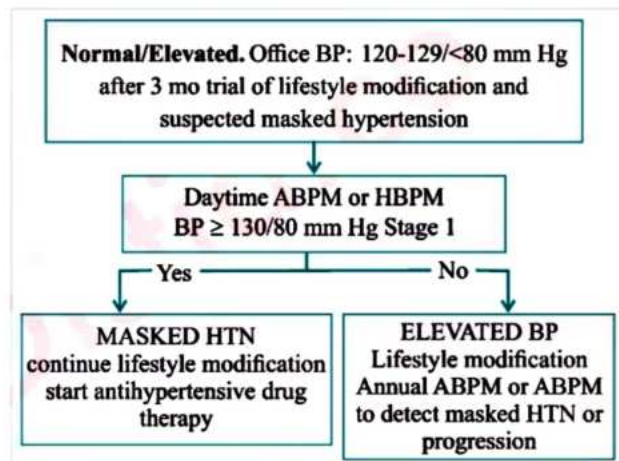 Normal/Elevated. Office BP: 120-129/<80 mm Hg
after 3 mo trial of lifestyle modification and
suspected masked hypertension
Daytime ABPM or HBPM
BP ≥ 130/80 mm Hg Stage 1
Yes
No
MASKED HTN
continue lifestyle modification
start antihypertensive drug
therapy
ELEVATED BP
Lifestyle modification
Annual ABPM or ABPM
to detect masked HTN or
progression